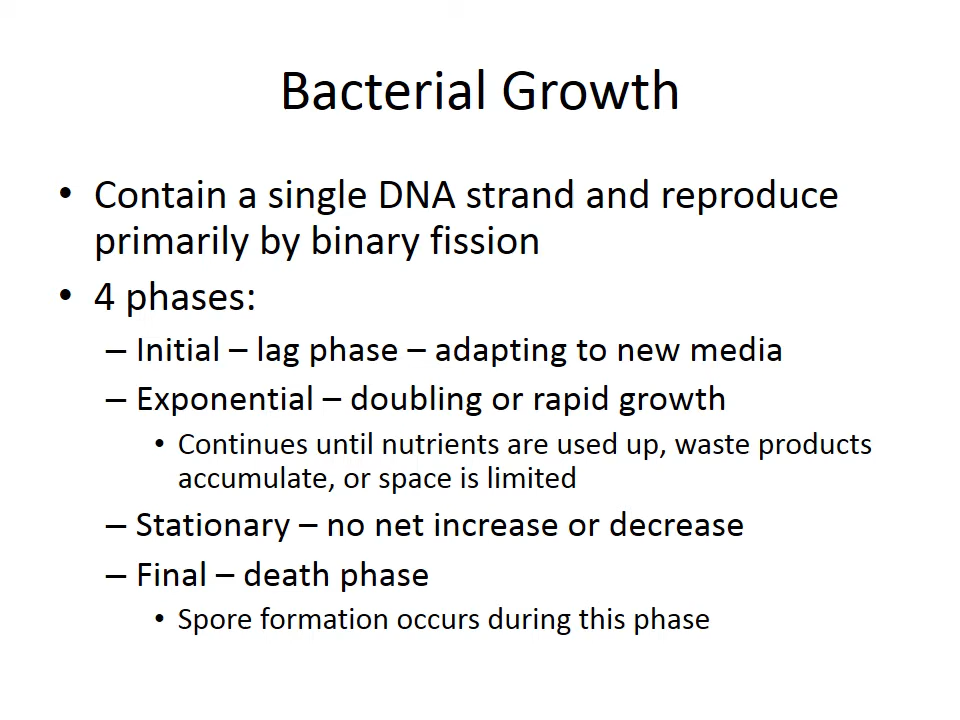 Bacterial Growth
• Contain a single DNA strand and reproduce
primarily by binary fission
• 4 phases:
– Initial – lag phase – adapting to new media
– Exponential – doubling or rapid growth
• Continues until nutrients are used up, waste products
accumulate, or space is limited
– Stationary – no net increase or decrease
– Final – death phase
• Spore formation occurs during this phase